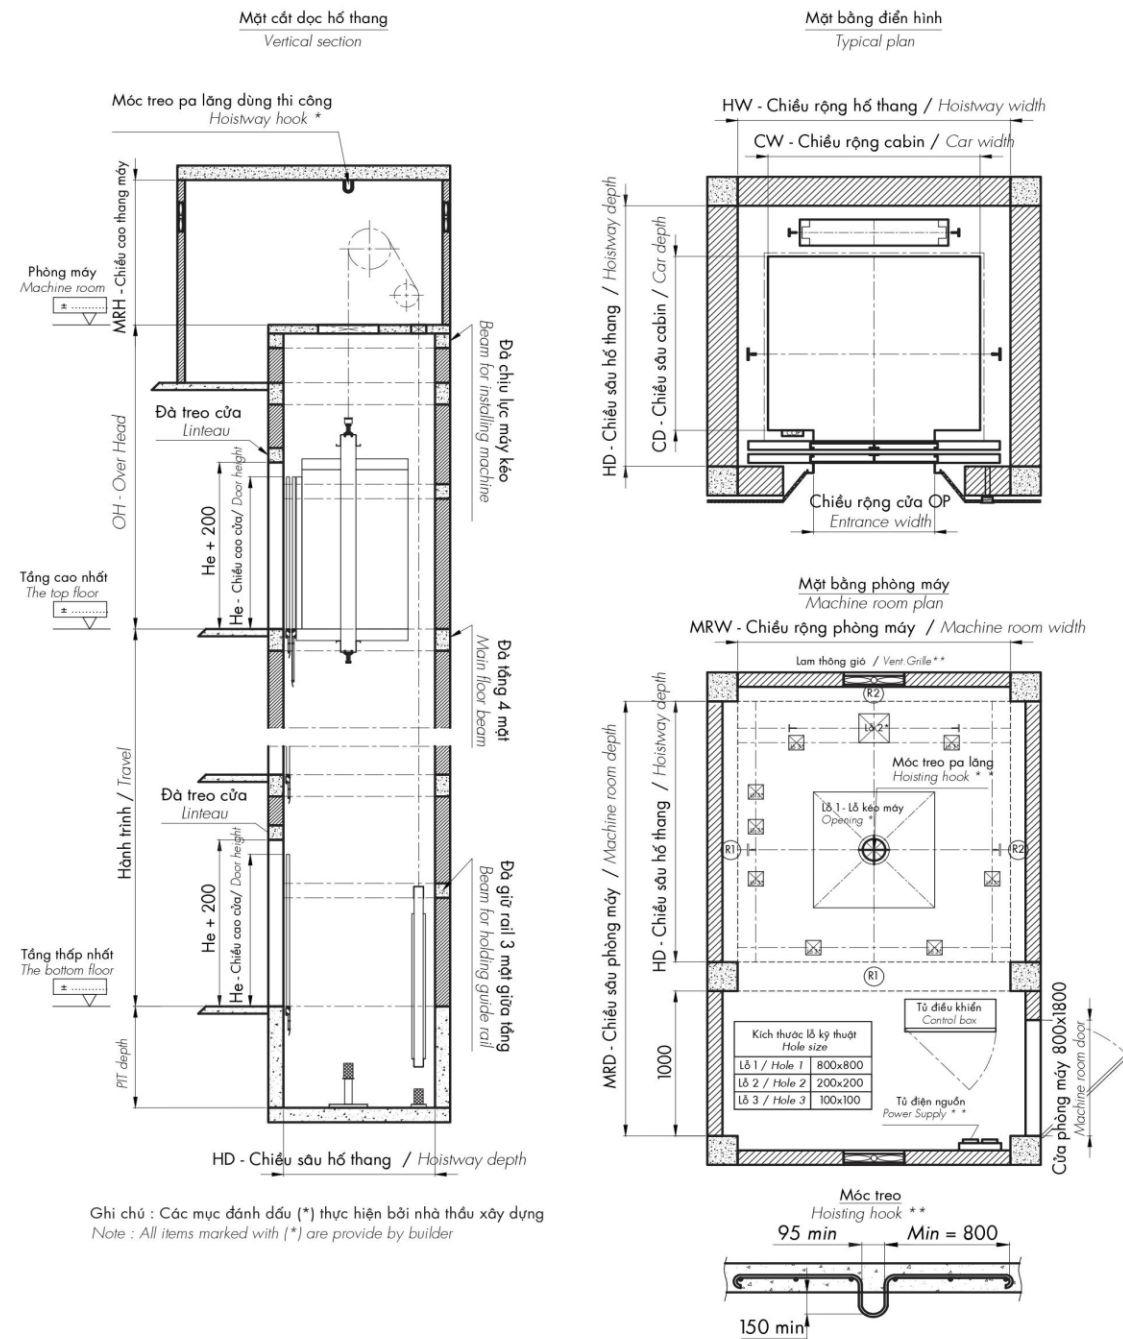 Mặt cắt dọc hố thang
Vertical section
Móc treo pa lăng dùng thi công
Hoistway hook *
MRH - Chiều cao thang máy
Phòng máy
Machine room
± ..........
OH - Over Head
Đà treo cửa
Linteau
He + 200
He - Chiều cao cửa/ Door height
Đà chịu lực máy kéo
Beam for installing machine
Tầng cao nhất
The top floor
± ..........
Đà tầng 4 mặt
Main floor beam
Hành trình / Travel
Đà treo cửa
Linteau
He + 200
He - Chiều cao cửa/ Door height
Đà giữ rail 3 mặt giữa tầng
Beam for holding guide rail
Tầng thấp nhất
The bottom floor
± ..........
PIT depth
HD - Chiều sâu hố thang / Hoistway depth
Ghi chú : Các mục đánh dấu (*) thực hiện bởi nhà thầu xây dựng
Note : All items marked with (*) are provide by builder
Mặt bằng điển hình
Typical plan
HW - Chiều rộng hố thang / Hoistway width
CW - Chiều rộng cabin / Car width
HD - Chiều sâu hố thang / Hoistway depth
CD - Chiều sâu cabin / Car depth
Chiều rộng cửa OP
Entrance width
Mặt bằng phòng máy
Machine room plan
MRW - Chiều rộng phòng máy / Machine room width
Lam thông gió / Vent.Grille**
R2
Lỗ 2*
Móc treo pa lăng
Hoisting hook * *
Lỗ 1 - Lỗ kéo máy
Opening *
R1
R2
R1
MRD - Chiều sâu phòng máy / Machine room depth
HD - Chiều sâu hố thang / Hoistway depth
1000
Tủ điều khiển
Control box
Kích thước lỗ kỹ thuật
Hole size
Lỗ 1 / Hole 1 800x800
Lỗ 2 / Hole 2 200x200
Lỗ 3 / Hole 3 100x100
Tủ điện nguồn
Power Supply * *
Cửa phòng máy 800x1800
Machine room door
Móc treo
Hoisting hook **
95 min
Min = 800
150 min